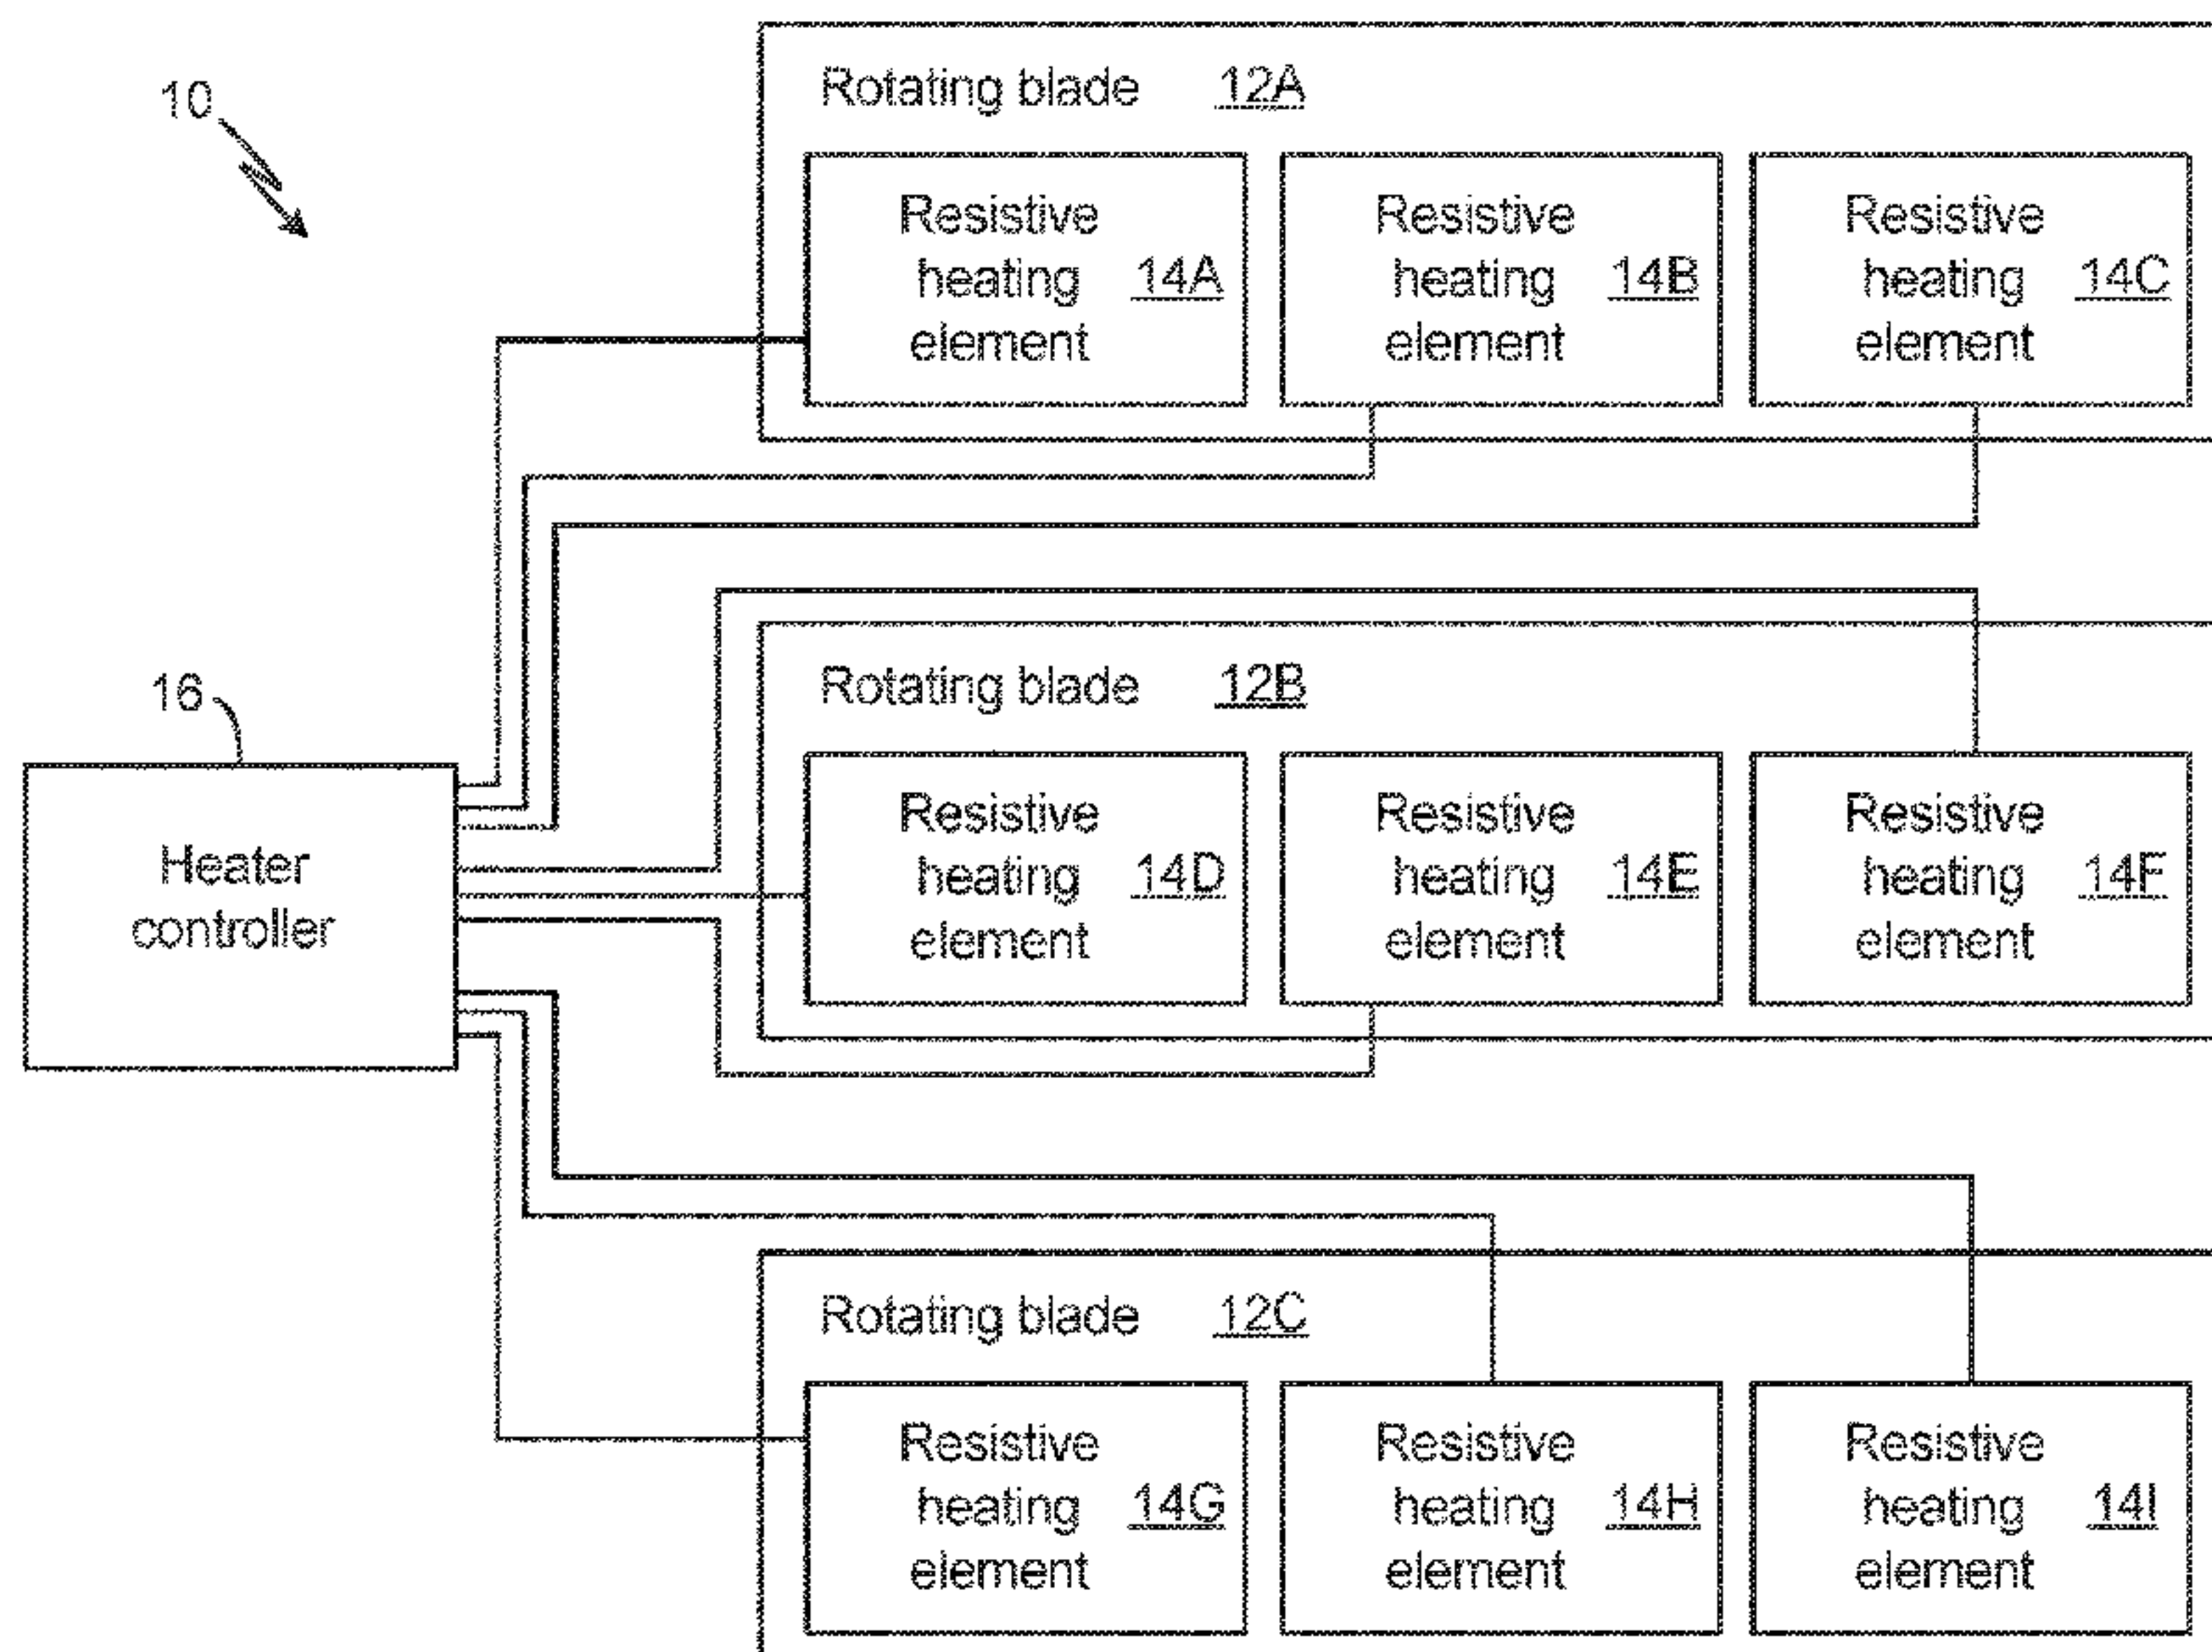 10
Rotating blade 12A
Resistive heating element 14A
Resistive heating element 14B
Resistive heating element 14C
16
Heater controller
Rotating blade 12B
Resistive heating element 14D
Resistive heating element 14E
Resistive heating element 14F
Rotating blade 12C
Resistive heating element 14G
Resistive heating element 14H
Resistive heating element 14I